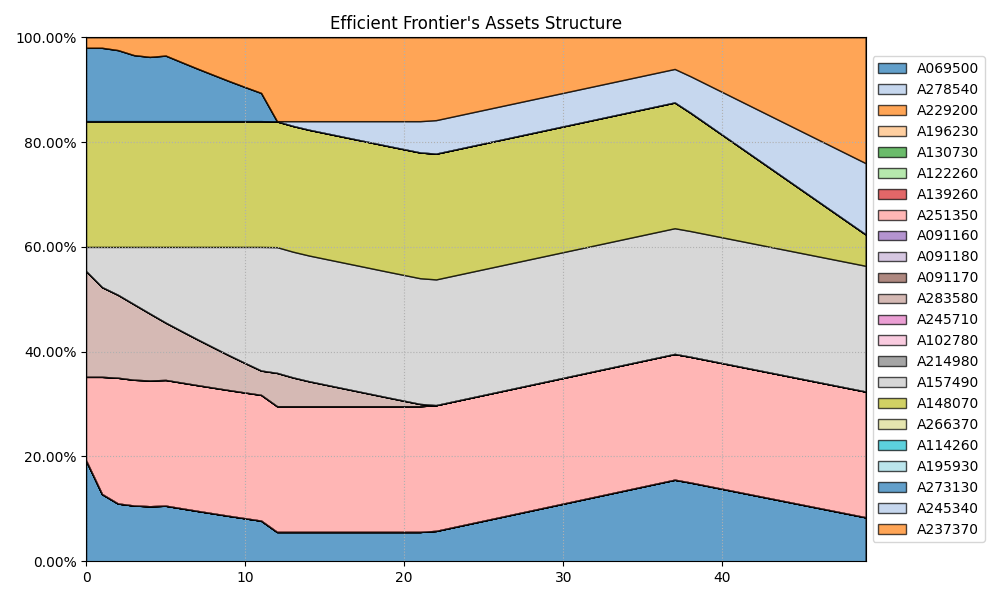 Efficient Frontier's Assets Structure
100.00%
80.00%
60.00%
40.00%
20.00%
0.00%
0
10
20
30
40
A069500
A278540
A229200
A196230
A130730
A122260
A139260
A251350
A091160
A091180
A091170
A283580
A245710
A102780
A214980
A157490
A148070
A266370
A114260
A195930
A273130
A245340
A237370